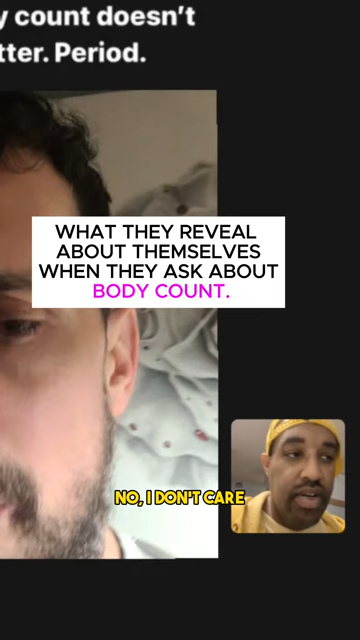 y count doesn't
tter. Period.
WHAT THEY REVEAL
ABOUT THEMSELVES
WHEN THEY ASK ABOUT
BODY COUNT.
NO, I DON'T CARE